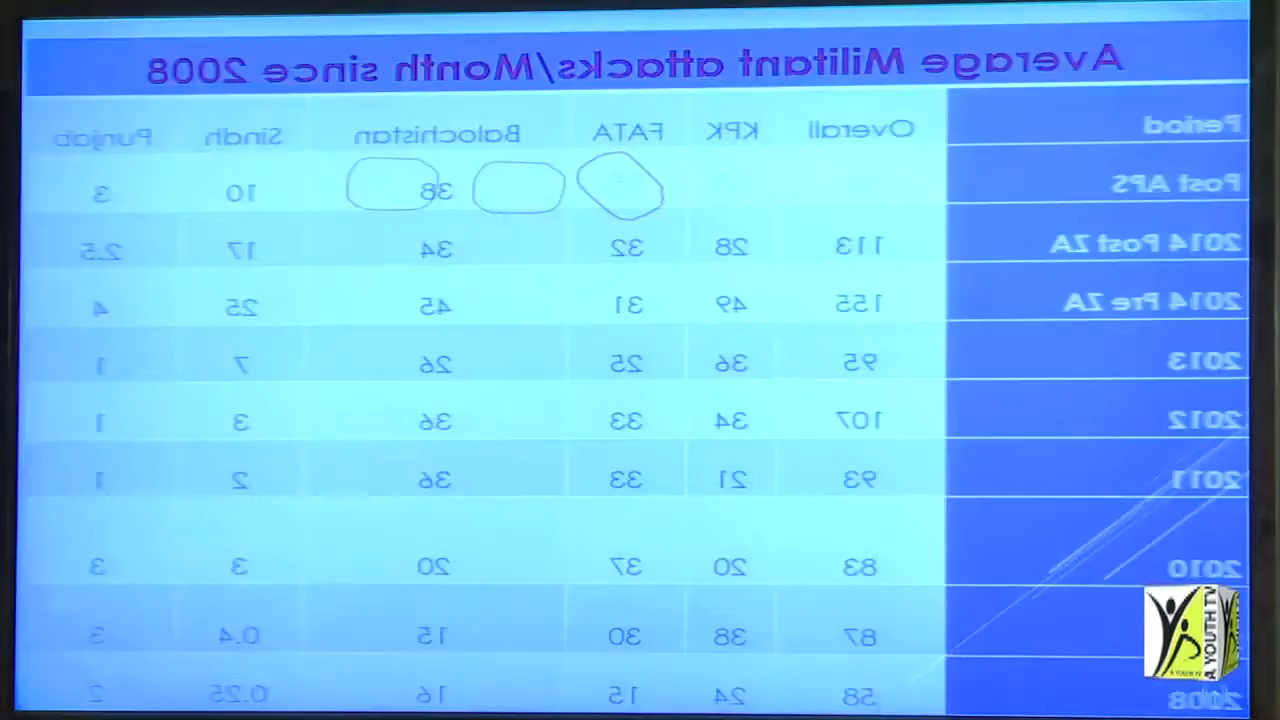 Average Militant attacks/Month since 2008
Period Overall KPK FATA Balochistan Sindh Punjab
Post APS 38 10 3
2014 Post ZA 113 28 32 34 17 2.5
2014 Pre ZA 155 49 31 45 25 4
2013 95 36 25 26 7 1
2012 107 34 33 36 3 1
2011 93 21 33 36 2 1
2010 83 20 37 20 3 3
87 38 30 15 0.4 3
2008 58 24 15 16 0.25 2
A YOUTH TV
A YOUTH TV